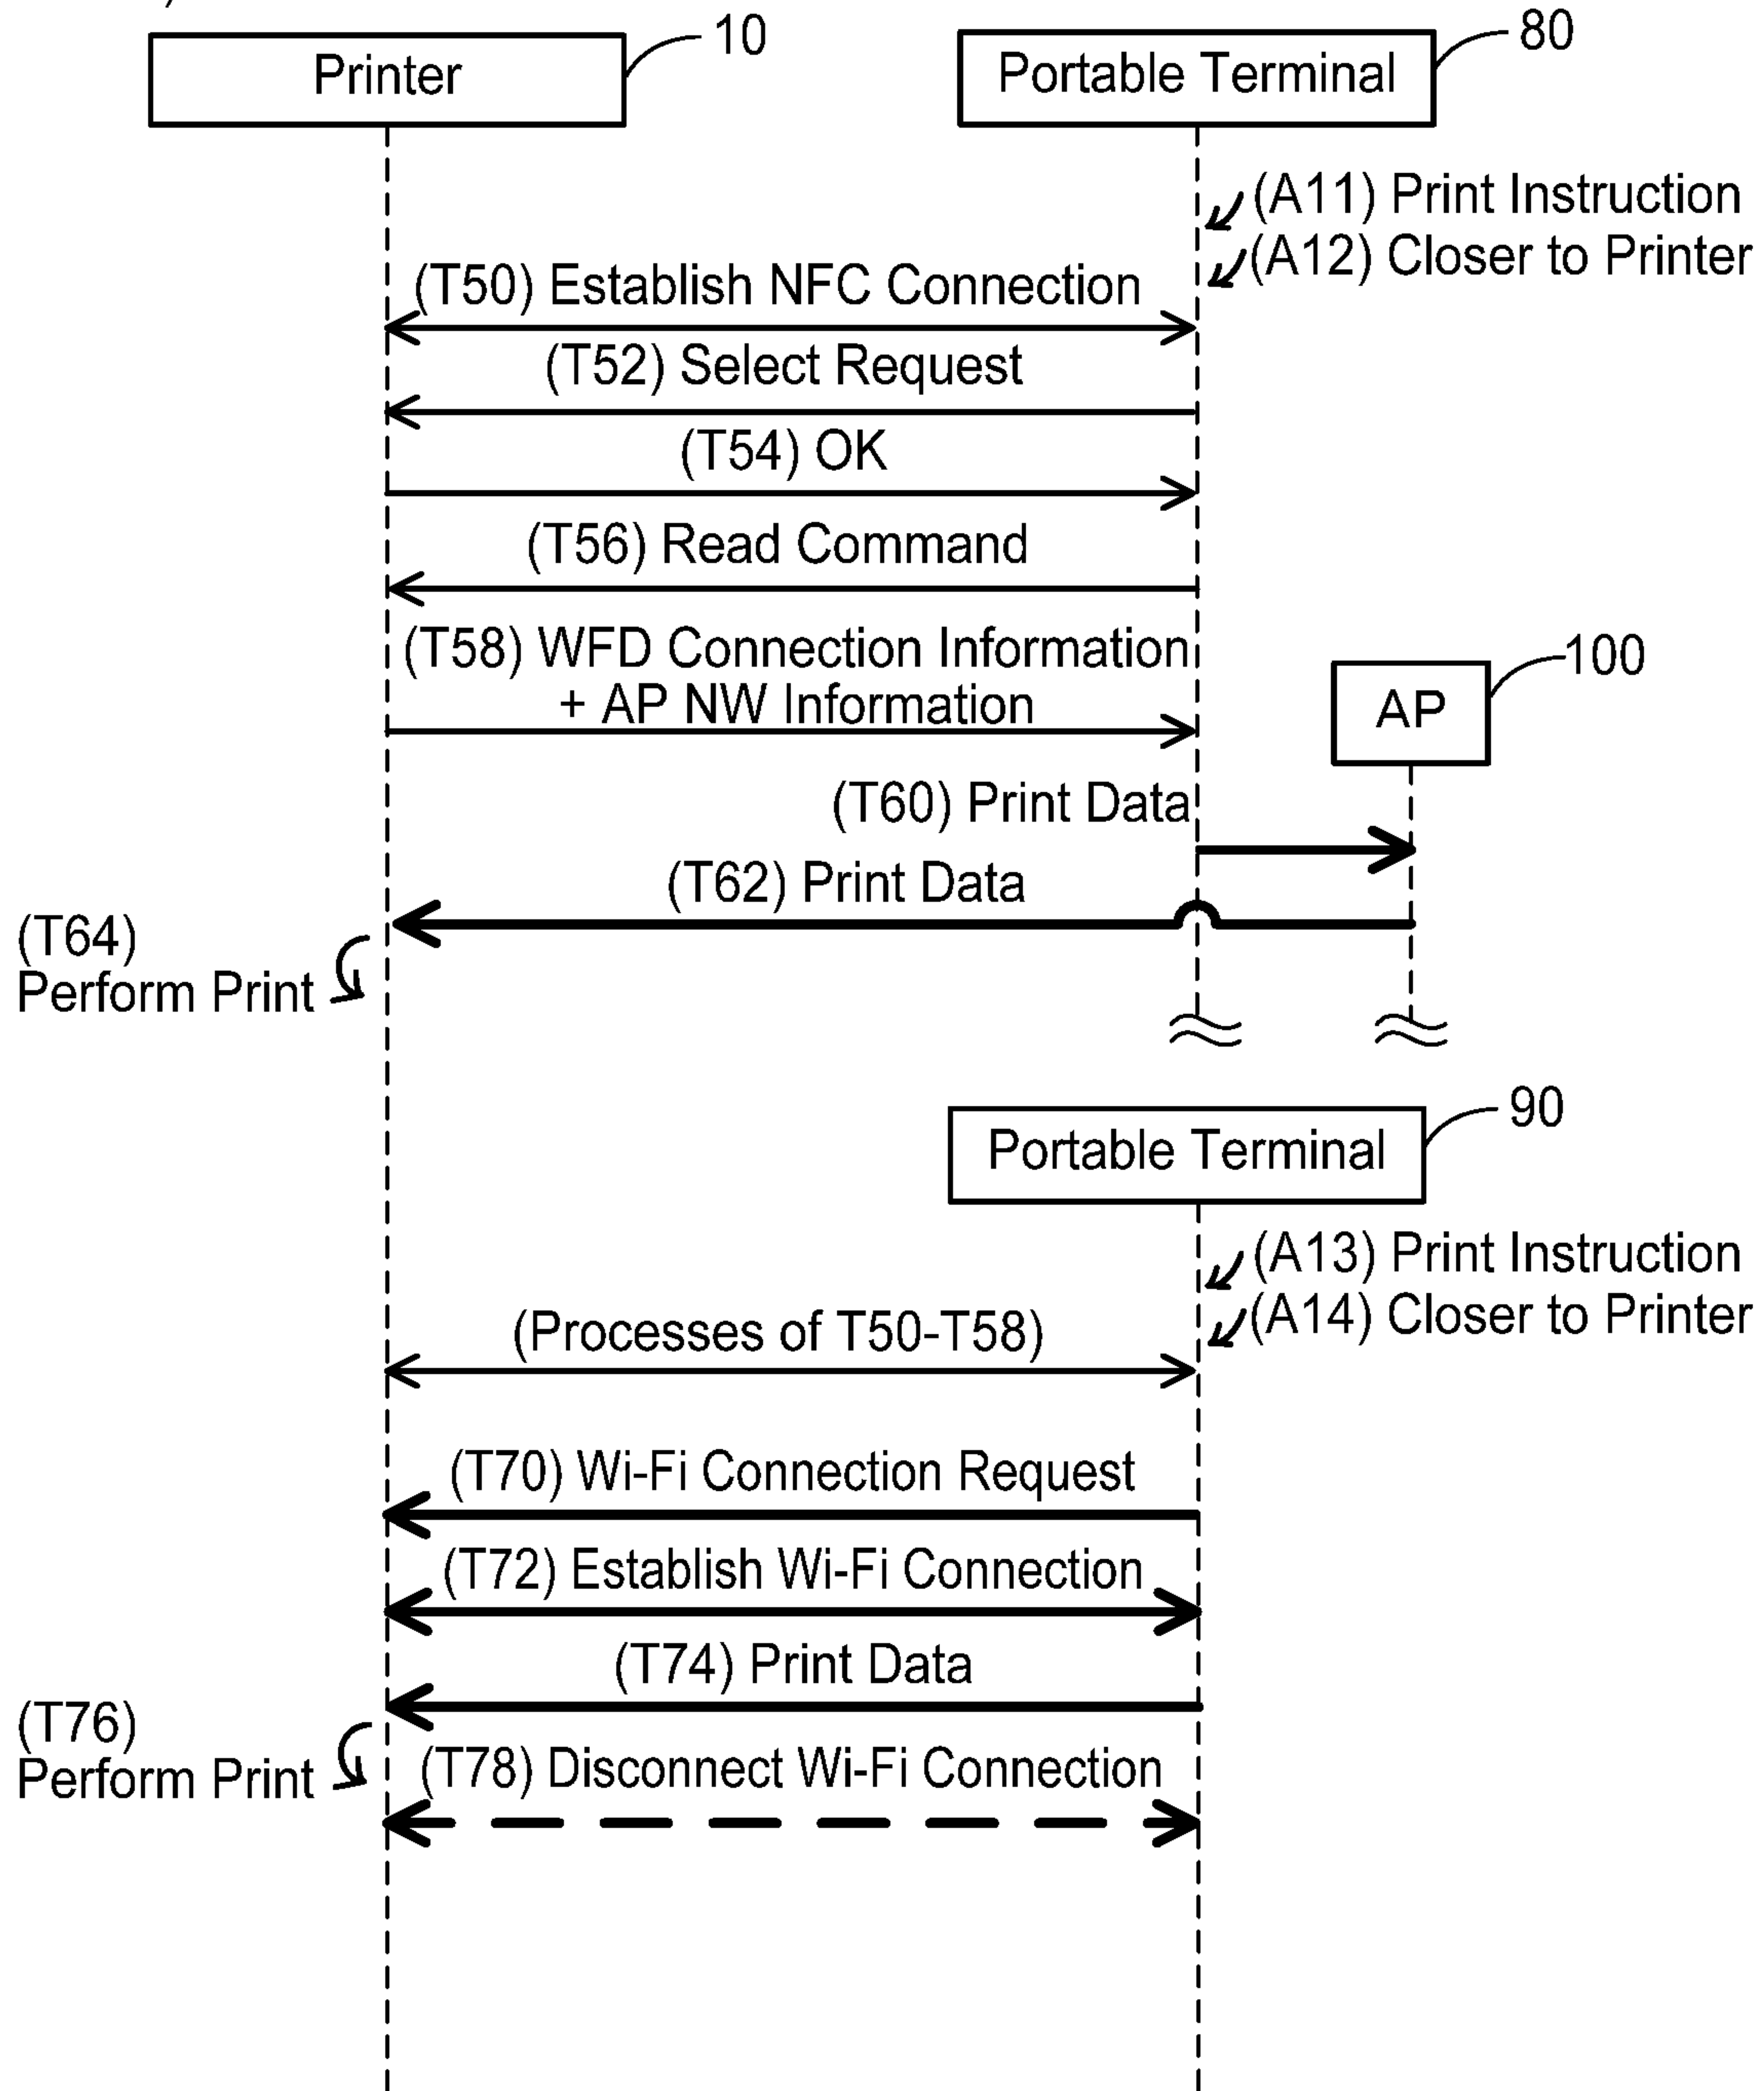 10
80
Printer
Portable Terminal
(A11) Print Instruction
(A12) Closer to Printer
(T50) Establish NFC Connection
(T52) Select Request
(T54) OK
(T56) Read Command
(T58) WFD Connection Information
+ AP NW Information
100
AP
(T60) Print Data
(T62) Print Data
(T64)
Perform Print
90
Portable Terminal
(A13) Print Instruction
(A14) Closer to Printer
(Processes of T50-T58)
(T70) Wi-Fi Connection Request
(T72) Establish Wi-Fi Connection
(T74) Print Data
(T76)
Perform Print
(T78) Disconnect Wi-Fi Connection